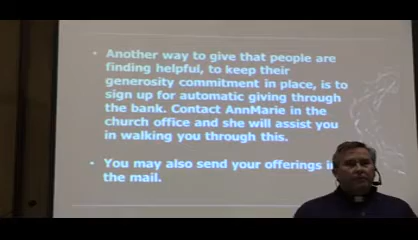 • Another way to give that people are
finding helpful, to keep their
generosity commitment in place, is to
sign up for automatic giving through
the bank. Contact AnnMarie in the
church office and she will assist you
in walking you through this.
• You may also send your offerings in
the mail.